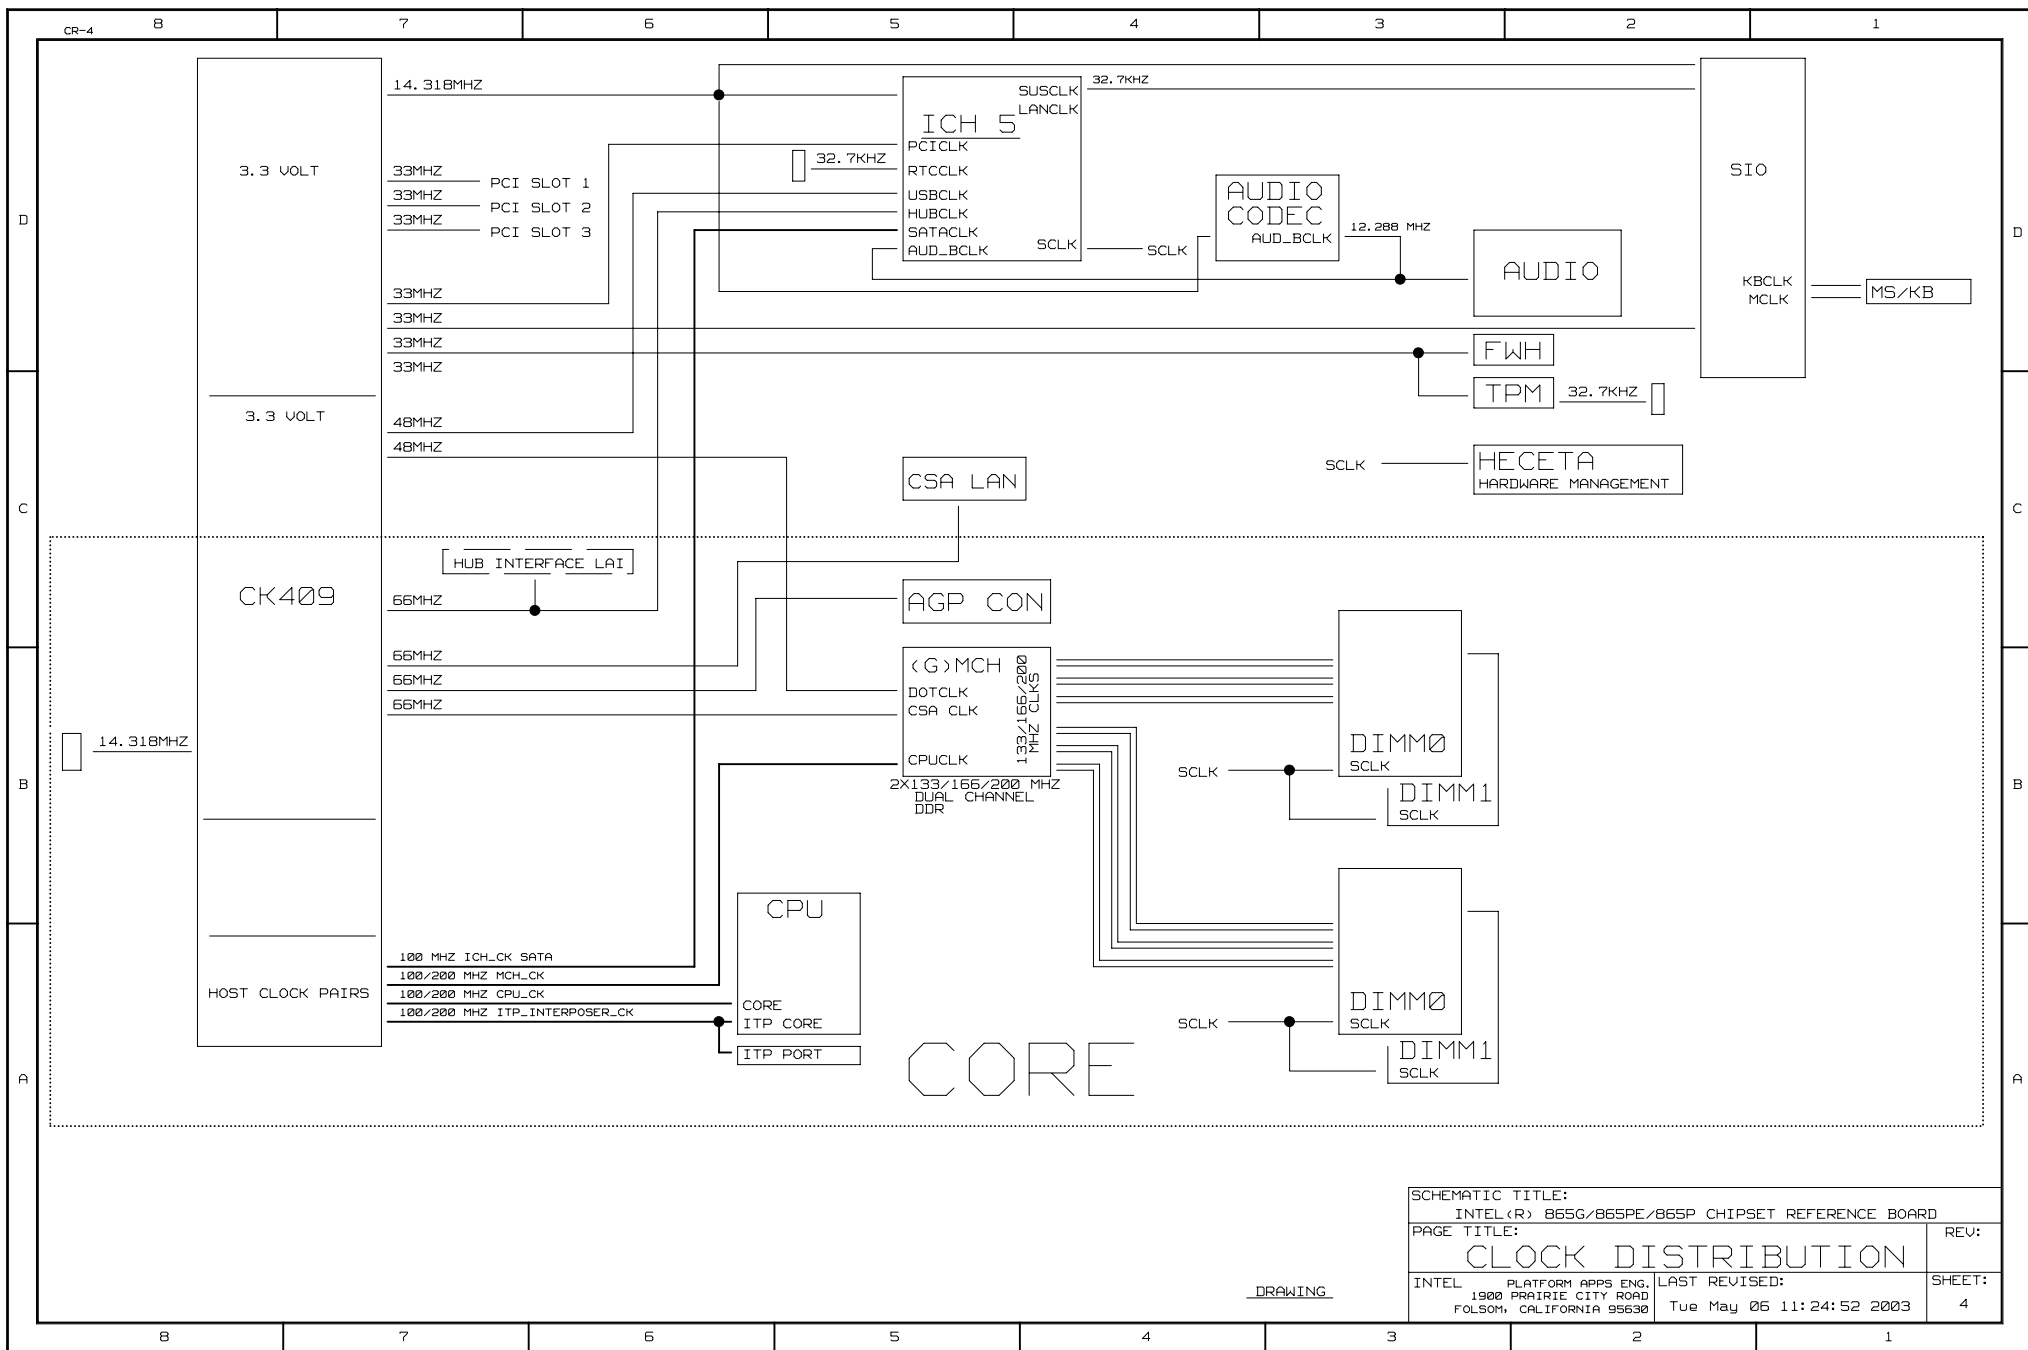 8 7 6 5 4 3 2 1
CR-4
D
C
B
A
3.3 VOLT
3.3 VOLT
CK409
HOST CLOCK PAIRS
14.318MHZ
14.318MHZ
33MHZ
PCI SLOT 1
33MHZ
PCI SLOT 2
33MHZ
PCI SLOT 3
33MHZ
33MHZ
33MHZ
33MHZ
48MHZ
48MHZ
HUB INTERFACE LAI
66MHZ
66MHZ
66MHZ
66MHZ
100 MHZ ICH_CK SATA
100/200 MHZ MCH_CK
100/200 MHZ CPU_CK
100/200 MHZ ITP_INTERPOSER_CK
32.7KHZ
ICH 5
SUSCLK
LANCLK
PCICLK
RTCCLK
USBCLK
HUBCLK
SATACLK
AUD_BCLK
SCLK
SCLK
32.7KHZ
AUDIO
CODEC
AUD_BCLK
12.288 MHZ
AUDIO
SIO
KBCLK
MCLK
MS/KB
FWH
TPM
32.7KHZ
SCLK
HECETA
HARDWARE MANAGEMENT
CSA LAN
AGP CON
(G)MCH
DOTCLK
CSA CLK
CPUCLK
133/166/200
MHZ CLKS
2X133/166/200 MHZ
DUAL CHANNEL
DDR
DIMM0
SCLK
SCLK
DIMM1
SCLK
CPU
CORE
ITP CORE
ITP PORT
DIMM0
SCLK
SCLK
DIMM1
SCLK
CORE
D
C
B
A
SCHEMATIC TITLE:
INTEL(R) 865G/865PE/865P CHIPSET REFERENCE BOARD
PAGE TITLE:
CLOCK DISTRIBUTION
REV:
INTEL
PLATFORM APPS ENG.
1900 PRAIRIE CITY ROAD
FOLSOM, CALIFORNIA 95630
LAST REVISED:
Tue May 06 11:24:52 2003
SHEET:
4
DRAWING
8 7 6 5 4 3 2 1